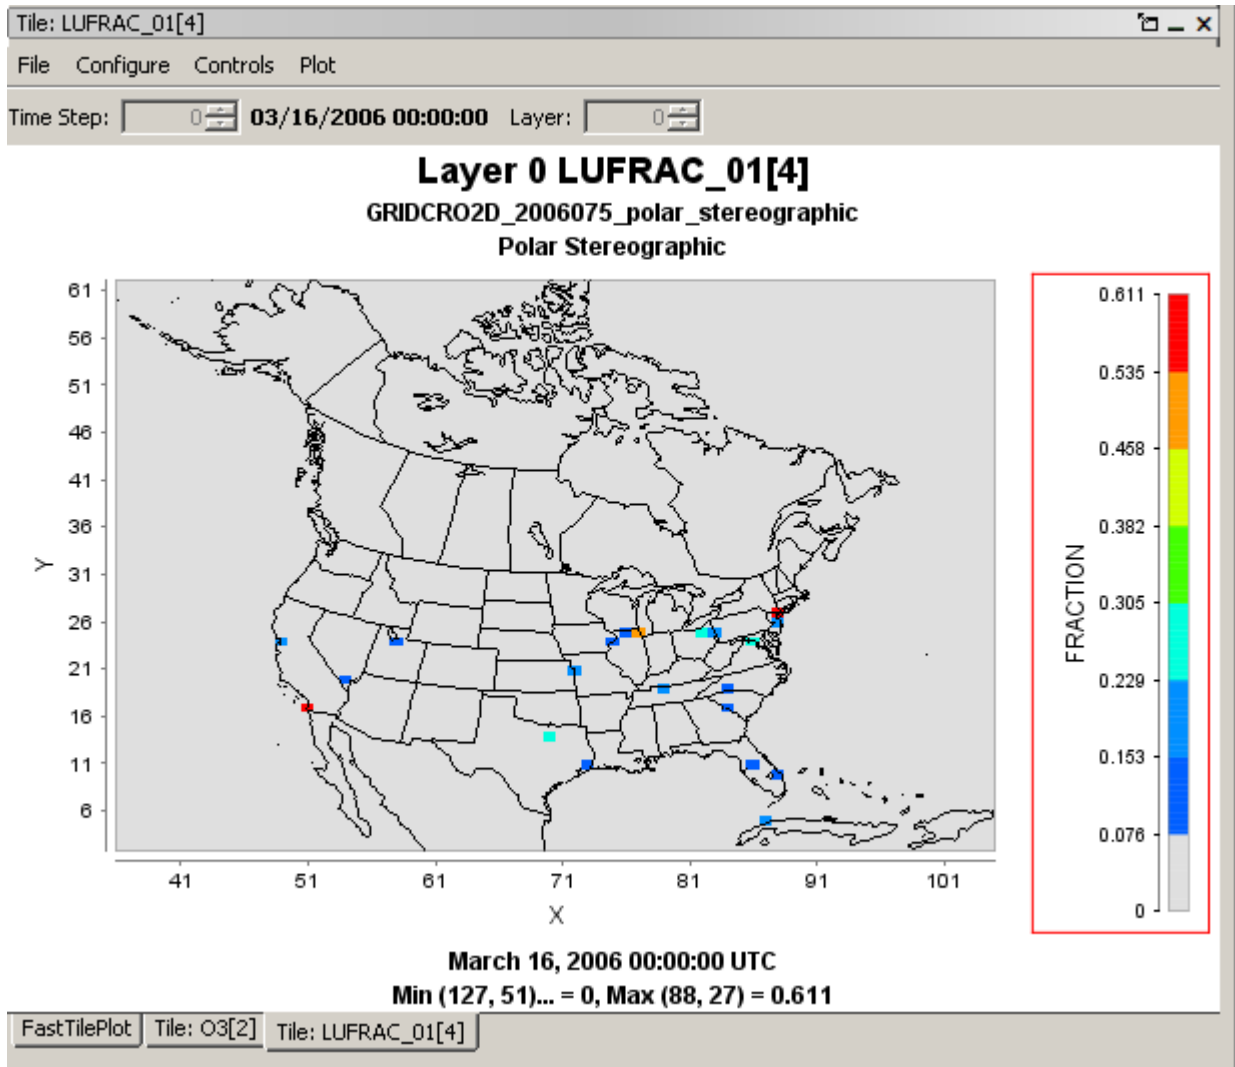 Tile: LUFRAC_01[4]
File Configure Controls Plot
Time Step: 0 03/16/2006 00:00:00 Layer: 0
Layer 0 LUFRAC_01[4]
GRIDCRO2D_2006075_polar_stereographic
Polar Stereographic
61
56
51
46
41
36
31
26
21
16
11
6
Y
41 51 61 71 81 91 101
X
0.611
0.535
0.458
0.382
0.305
0.229
0.153
0.076
0
FRACTION
March 16, 2006 00:00:00 UTC
Min (127, 51)... = 0, Max (88, 27) = 0.611
FastTilePlot Tile: O3[2] Tile: LUFRAC_01[4]